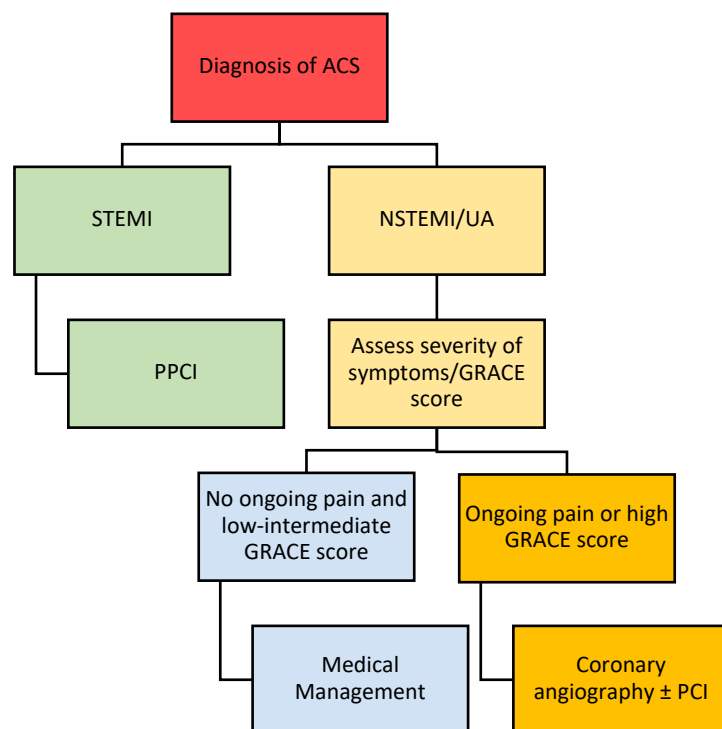 Diagnosis of ACS
STEMI
NSTEMI/UA
PPCI
Assess severity of
symptoms/GRACE
score
No ongoing pain and
low-intermediate
GRACE score
Ongoing pain or high
GRACE score
Medical
Management
Coronary
angiography ± PCI